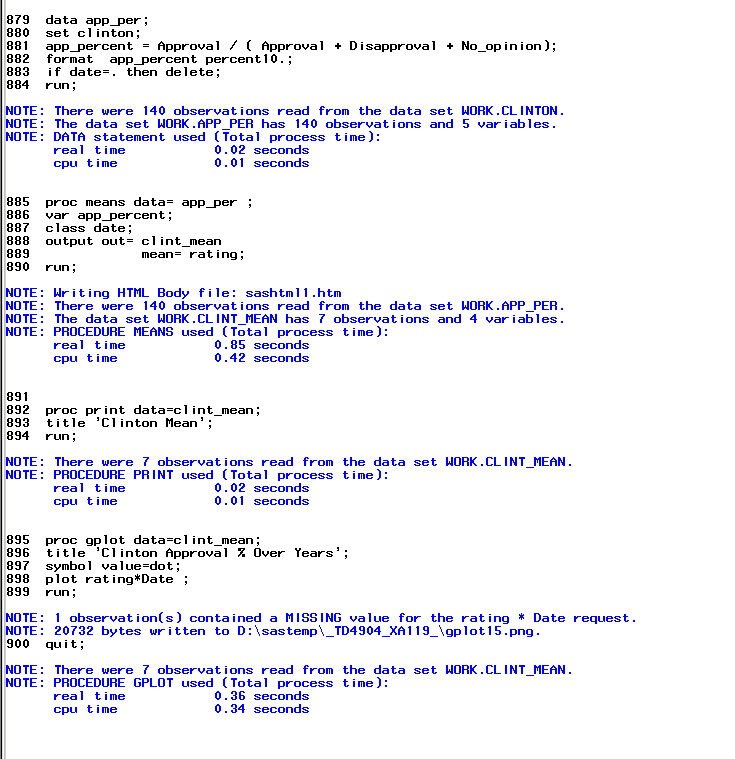 879  data app_per;
880  set clinton;
881  app_percent = Approval / ( Approval + Disapproval + No_opinion);
882  format  app_percent percent10.;
883  if date=. then delete;
884  run;
NOTE: There were 140 observations read from the data set WORK.CLINTON.
NOTE: The data set WORK.APP_PER has 140 observations and 5 variables.
NOTE: DATA statement used (Total process time):
      real time           0.02 seconds
      cpu time            0.01 seconds
885  proc means data= app_per ;
886  var app_percent;
887  class date;
888  output out= clint_mean
889              mean= rating;
890  run;
NOTE: Writing HTML Body file: sashtml1.htm
NOTE: There were 140 observations read from the data set WORK.APP_PER.
NOTE: The data set WORK.CLINT_MEAN has 7 observations and 4 variables.
NOTE: PROCEDURE MEANS used (Total process time):
      real time           0.85 seconds
      cpu time            0.42 seconds
891
892  proc print data=clint_mean;
893  title 'Clinton Mean';
894  run;
NOTE: There were 7 observations read from the data set WORK.CLINT_MEAN.
NOTE: PROCEDURE PRINT used (Total process time):
      real time           0.02 seconds
      cpu time            0.01 seconds
895  proc gplot data=clint_mean;
896  title 'Clinton Approval % Over Years';
897  symbol value=dot;
898  plot rating*Date ;
899  run;
NOTE: 1 observation(s) contained a MISSING value for the rating * Date request.
NOTE: 20732 bytes written to D:\sastemp\_TD4904_XA119_\gplot15.png.
900  quit;
NOTE: There were 7 observations read from the data set WORK.CLINT_MEAN.
NOTE: PROCEDURE GPLOT used (Total process time):
      real time           0.36 seconds
      cpu time            0.34 seconds